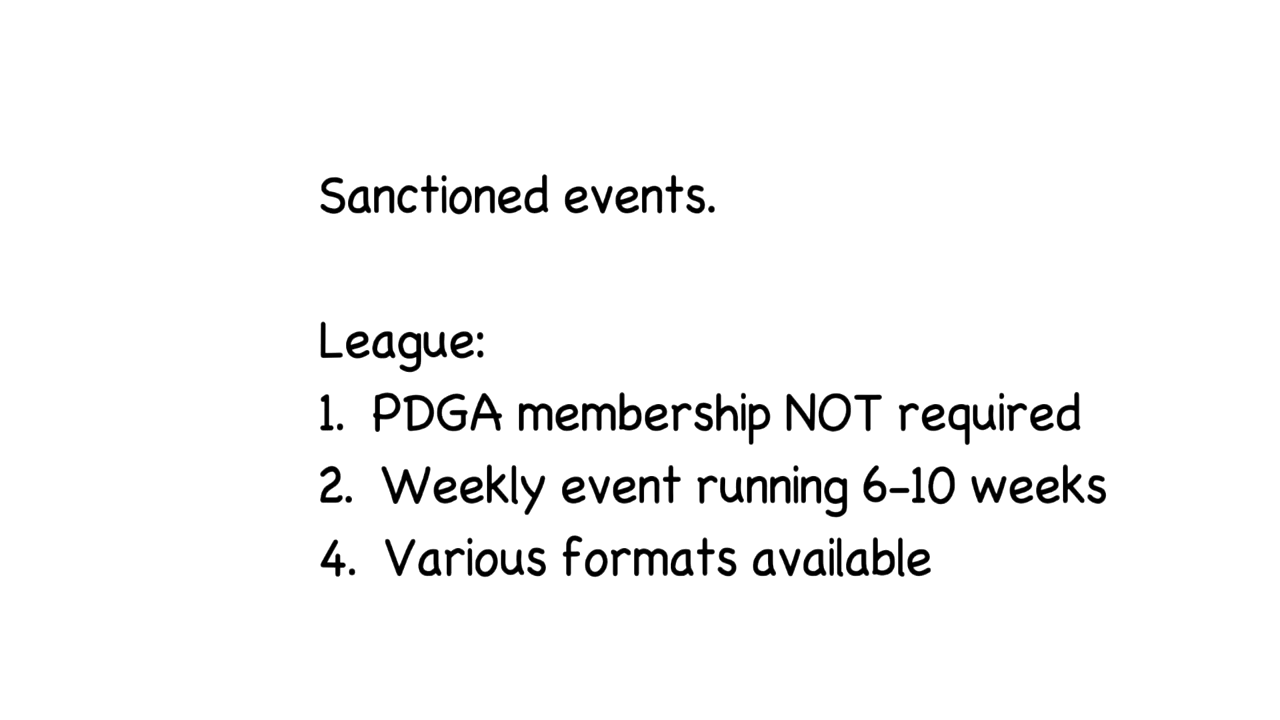 Sanctioned events.
League:
1. PDGA membership NOT required
2. Weekly event running 6-10 weeks
4. Various formats available